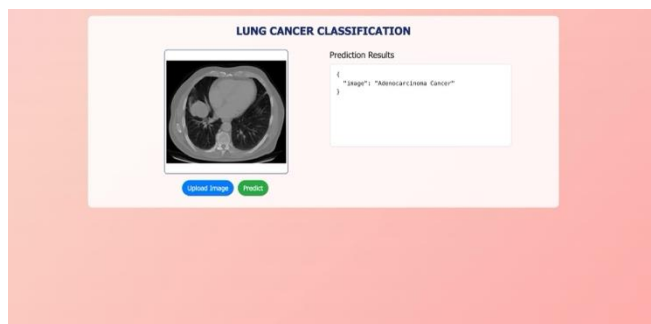 LUNG CANCER CLASSIFICATION
Prediction Results
{
"image": "Adenocarcinoma Cancer"
}
Upload Image
Predict